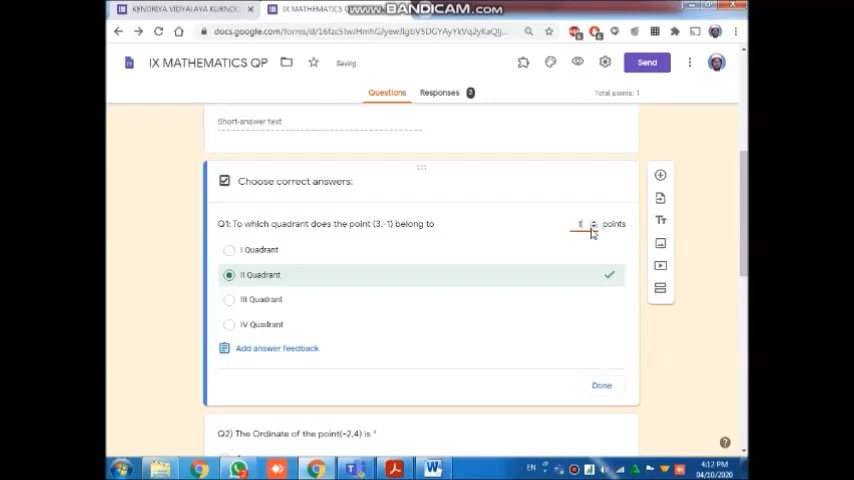 KENDRIYA VIDYALAYA KURNOO
IX MATHEMATICS
www.BANDICAM.com
IX MATHEMATICS QP
Saving...
Send
Questions
Responses 2
Total points: 1
Short-answer text
Choose correct answers:
Q1: To which quadrant does the point (3,-1) belong to
1 points
I Quadrant
II Quadrant
III Quadrant
IV Quadrant
Add answer feedback
Done
Q2) The Ordinate of the point(-2,4) is *
EN
4:12 PM
04/10/2020